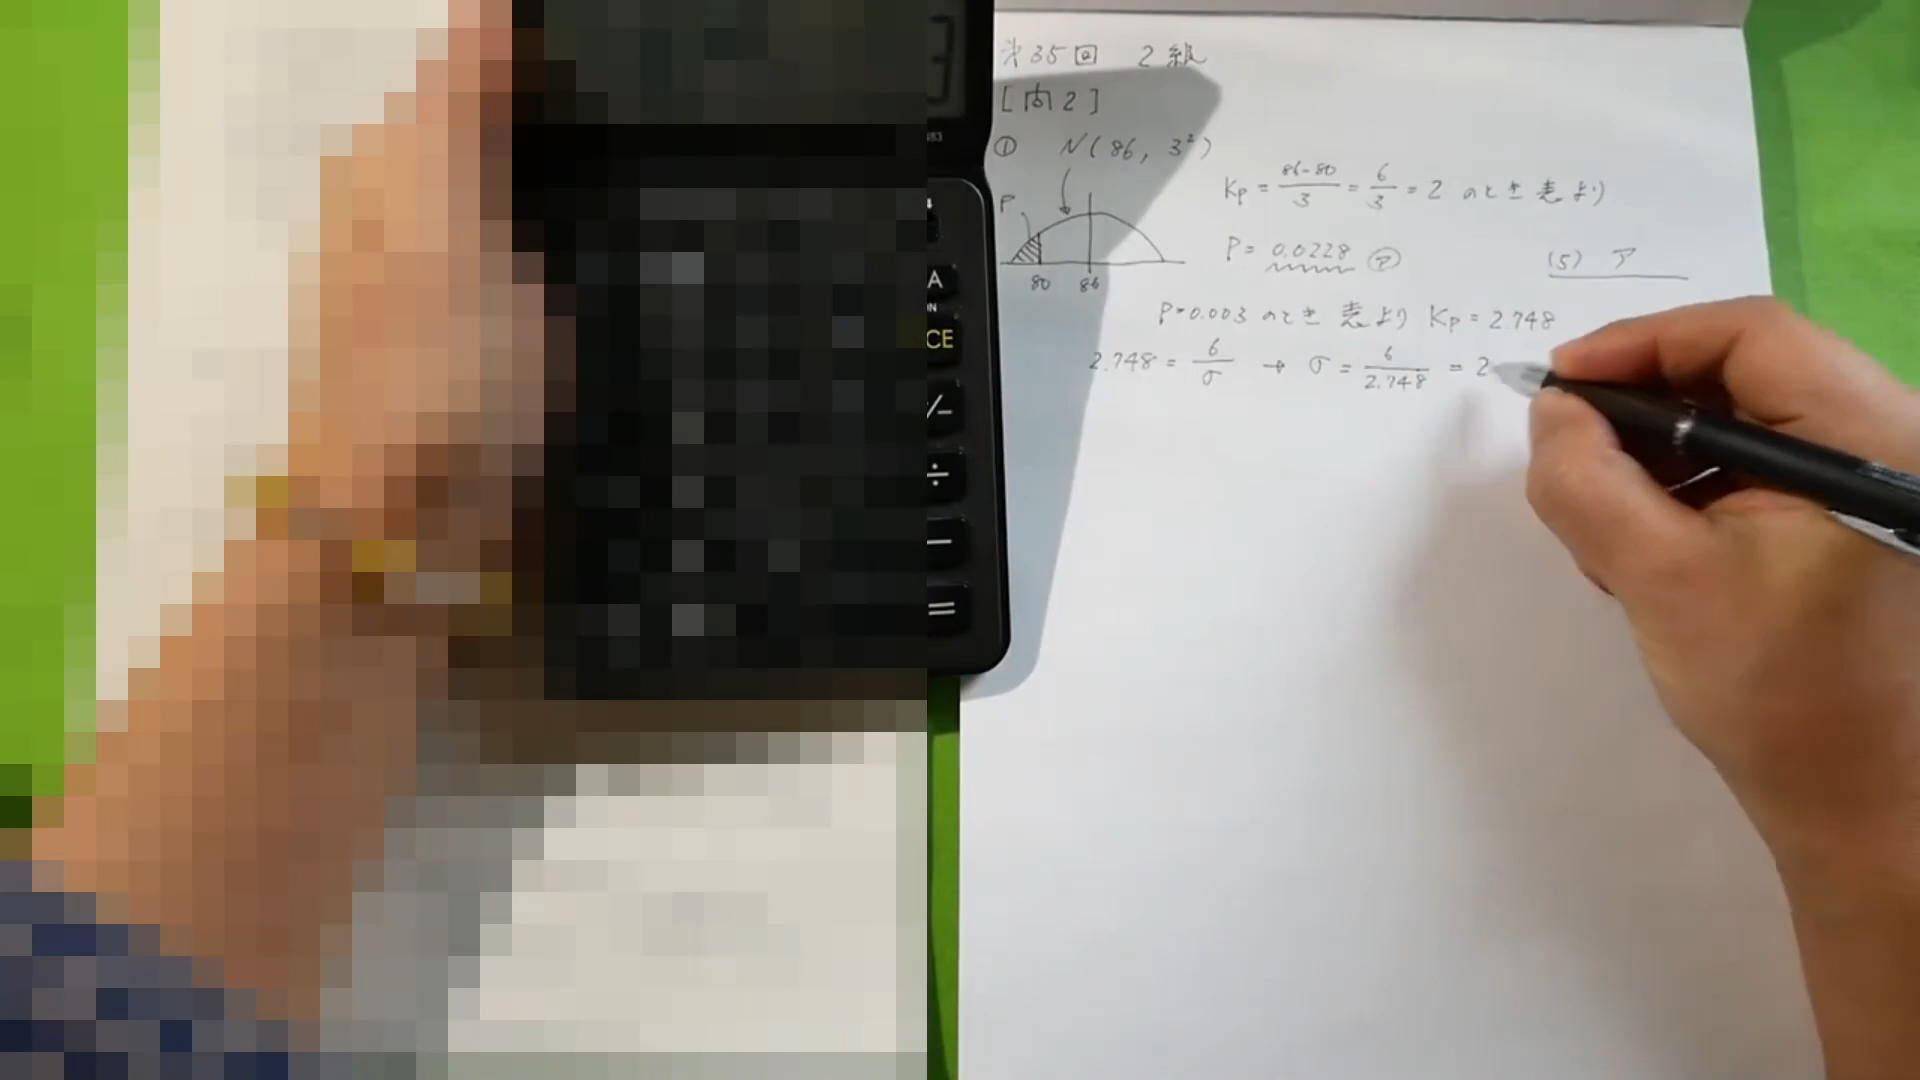 第35回 2級
[問2]
① N(86, 3²)
P
80 86
Kp = 86-80/3 = 6/3 = 2 のとき 表より
P = 0.0228 ㋐
(5) ア
P=0.003 のとき 表より Kp = 2.748
2.748 = 6/σ → σ = 6/2.748 = 2
A
CE
÷
−
=